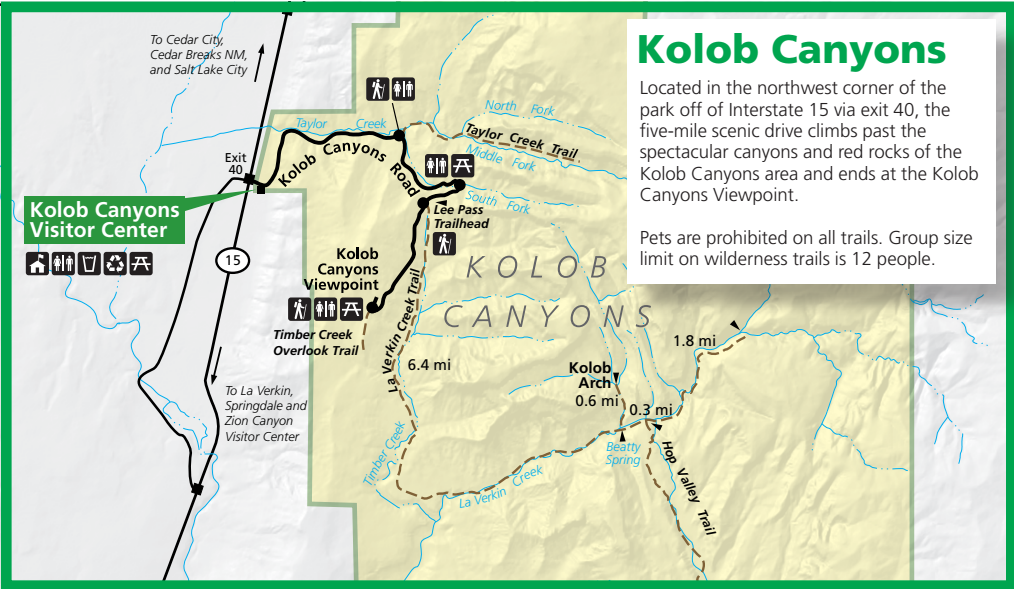 Kolob Canyons
Located in the northwest corner of the
park off of Interstate 15 via exit 40, the
five-mile scenic drive climbs past the
spectacular canyons and red rocks of the
Kolob Canyons area and ends at the Kolob
Canyons Viewpoint.
Pets are prohibited on all trails. Group size
limit on wilderness trails is 12 people.
To Cedar City,
Cedar Breaks NM,
and Salt Lake City
North Fork
Taylor Creek
Taylor Creek Trail
Middle Fork
Exit
40
Kolob Canyons Road
South Fork
Kolob Canyons
Visitor Center
Lee Pass
Trailhead
15
Kolob
Canyons
Viewpoint
KOLOB
CANYONS
Timber Creek
Overlook Trail
La Verkin Creek Trail
6.4 mi
1.8 mi
Kolob
Arch
0.6 mi
0.3 mi
To La Verkin,
Springdale and
Zion Canyon
Visitor Center
Timber Creek
Beatty
Spring
Hop Valley Trail
La Verkin Creek